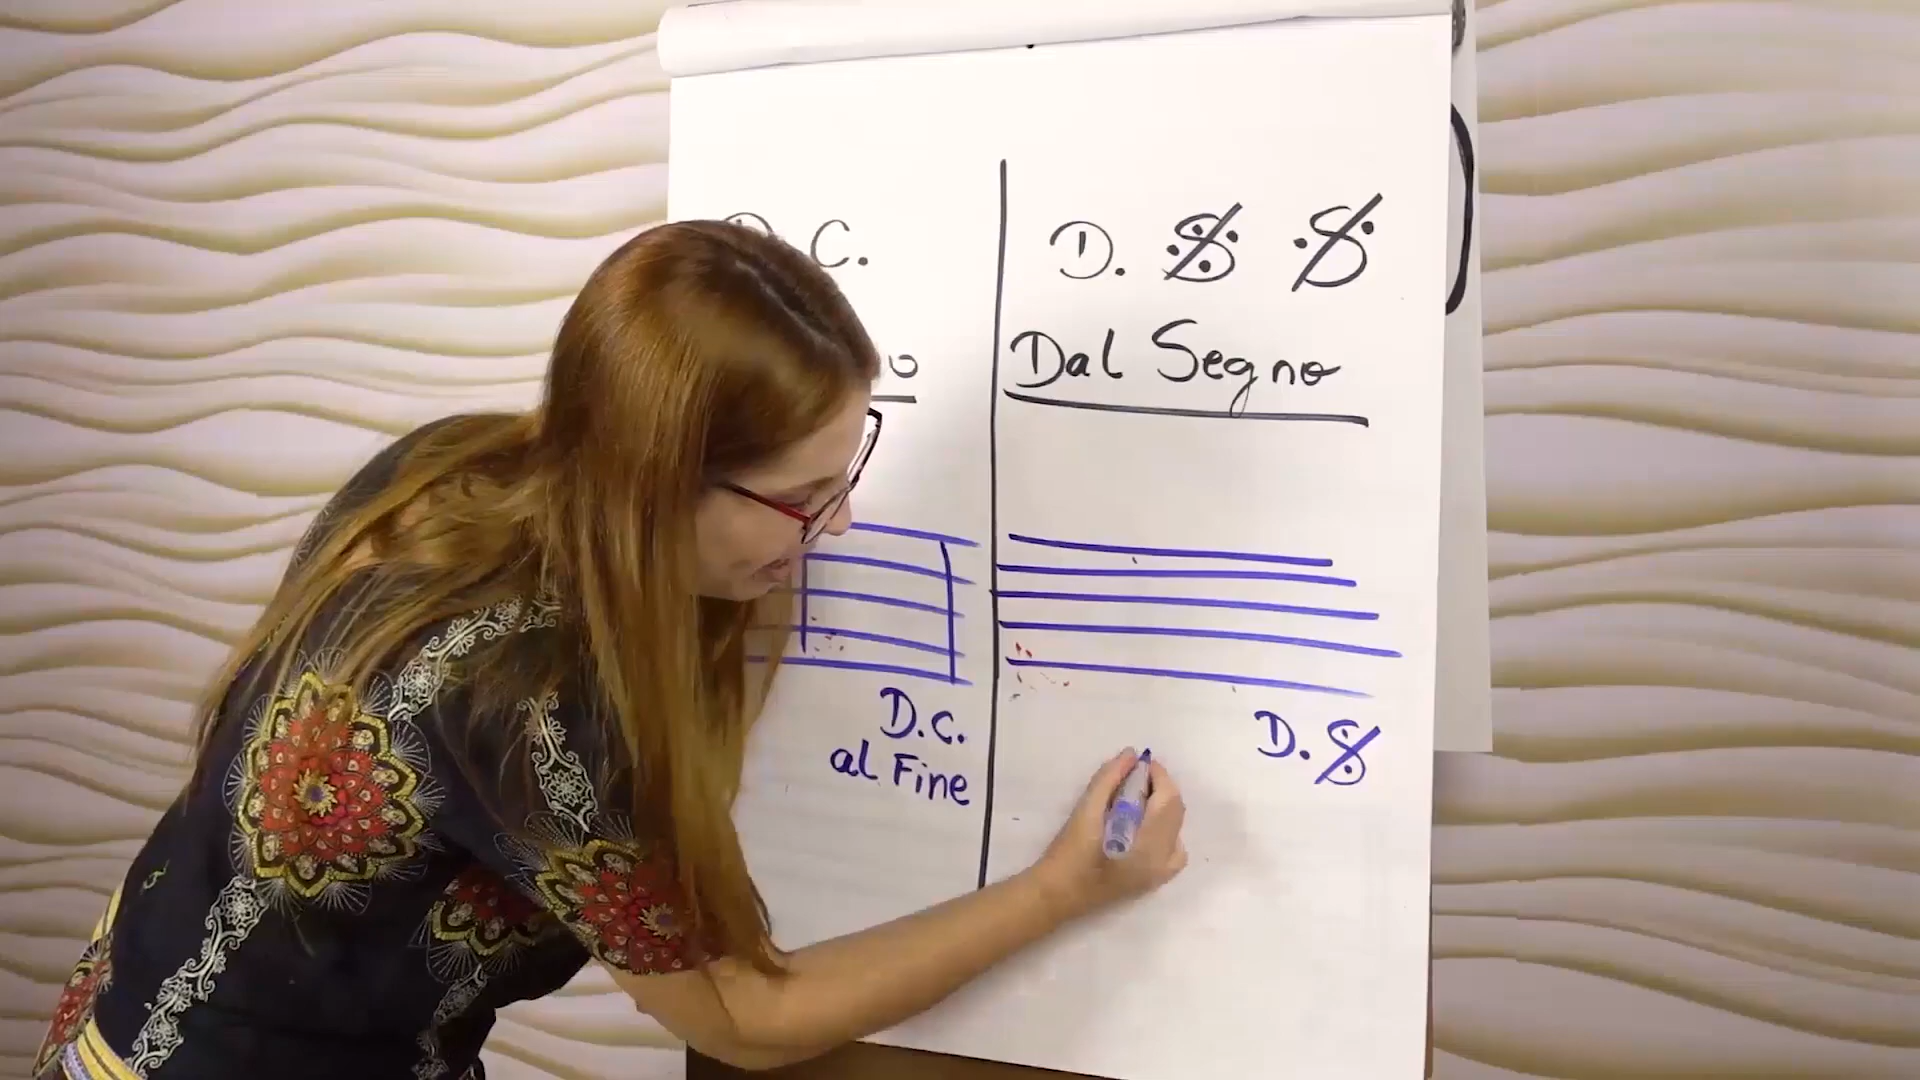 C.
D. 𝄋 𝄋
Dal Segno
D.C.
al Fine
D. 𝄋